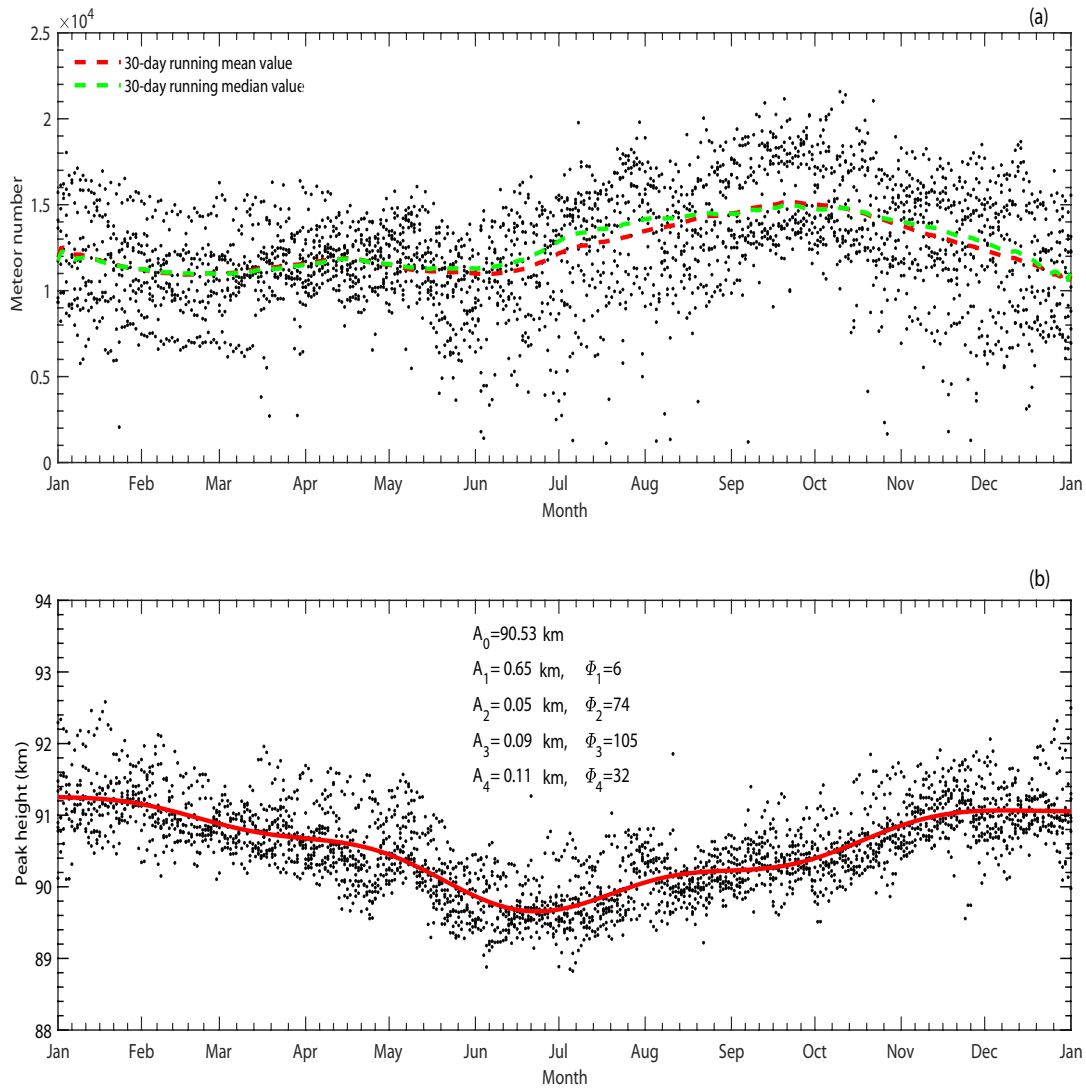 (a)
×10⁴
2.5
2
1.5
1
0.5
0
Meteor number
30-day running mean value
30-day running median value
Jan Feb Mar Apr May Jun Jul Aug Sep Oct Nov Dec Jan
Month
(b)
94
93
92
91
90
89
88
Peak height (km)
A₀=90.53 km
A₁= 0.65 km, Φ₁=6
A₂= 0.05 km, Φ₂=74
A₃= 0.09 km, Φ₃=105
A₄= 0.11 km, Φ₄=32
Jan Feb Mar Apr May Jun Jul Aug Sep Oct Nov Dec Jan
Month